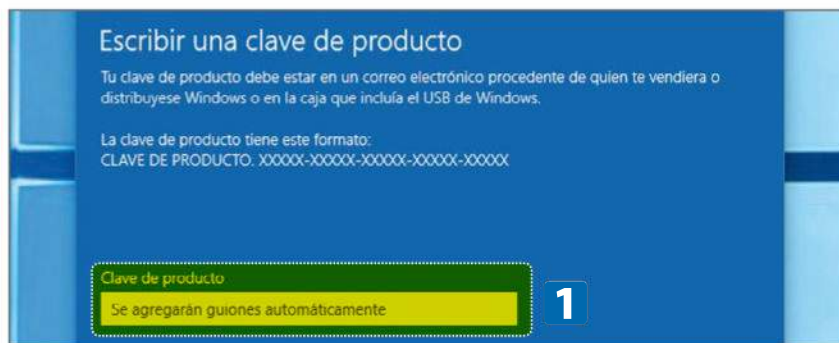 Escribir una clave de producto
Tu clave de producto debe estar en un correo electrónico procedente de quien te vendiera o
distribuyese Windows o en la caja que incluía el USB de Windows.
La clave de producto tiene este formato:
CLAVE DE PRODUCTO. XXXXX-XXXXX-XXXXX-XXXXX-XXXXX
Clave de producto
Se agregarán guiones automáticamente
1